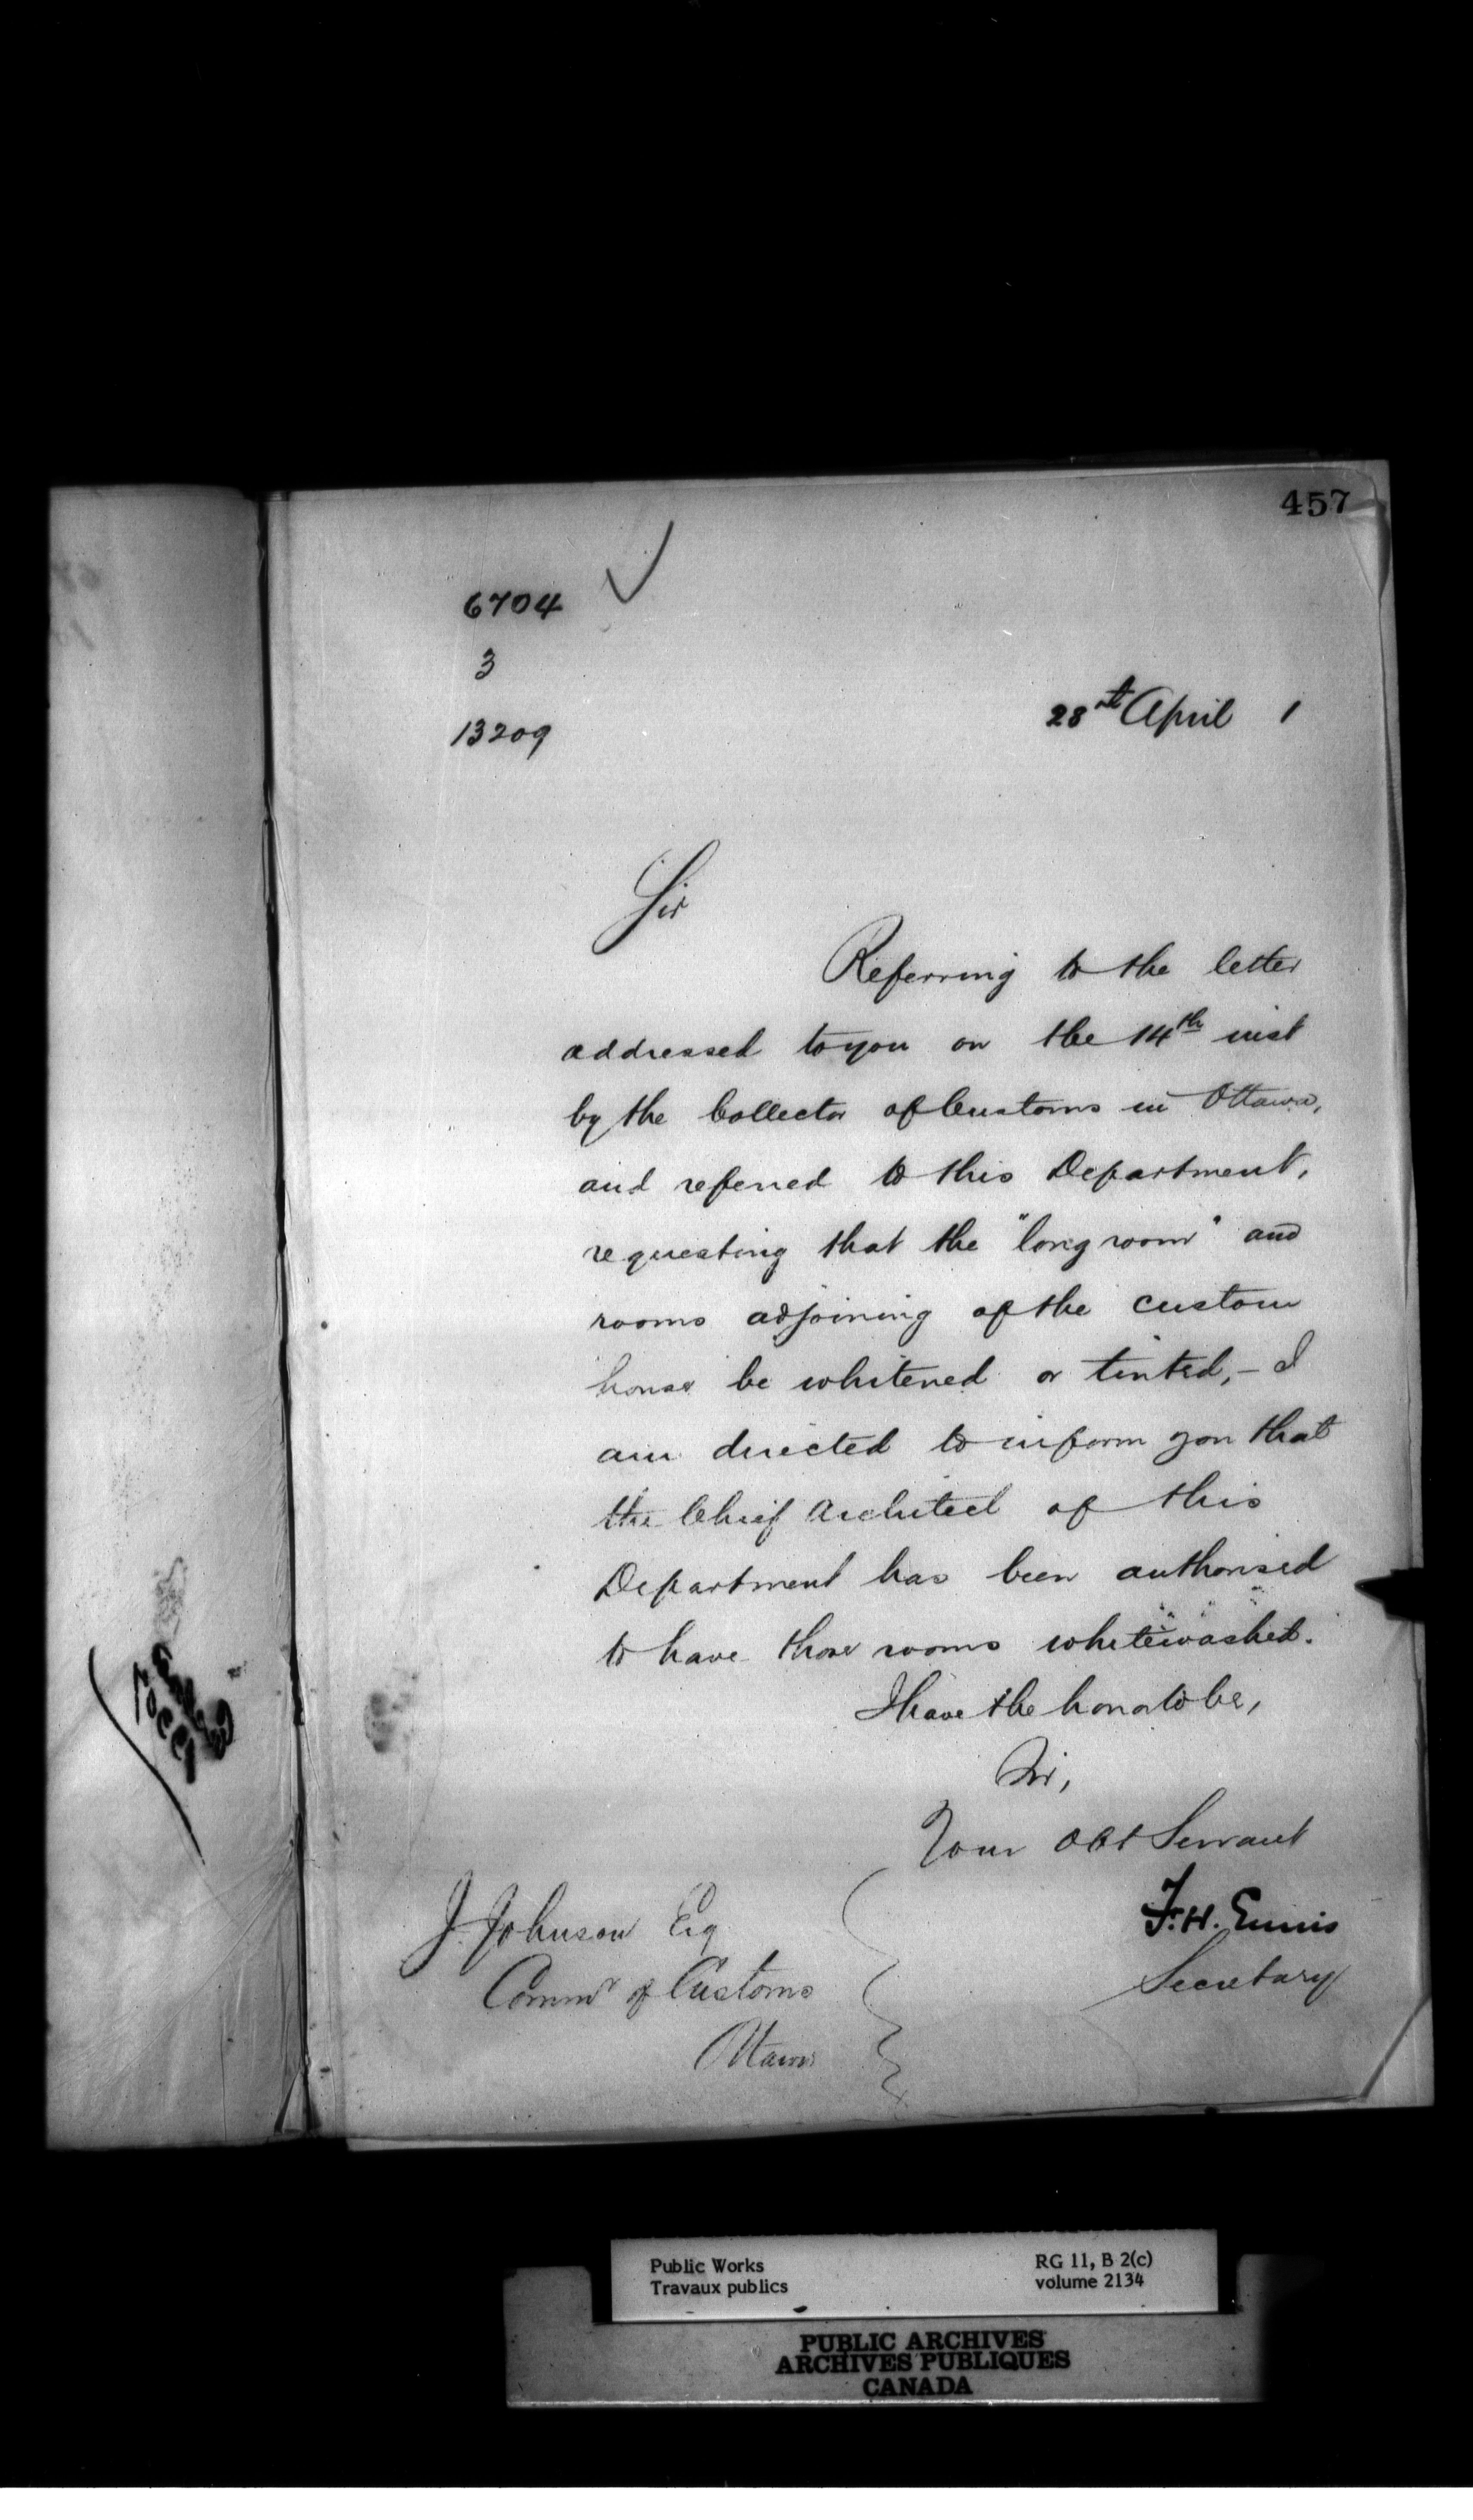 457
6704
3
13209
28th April 1
Sir
Referring to the letter
addressed to you on the 14th inst
by the Collector of Customs in Ottawa,
and referred to this Department,
requesting that the "long room" and
rooms adjoining of the custom
house be whitened or tinted, – I
am directed to inform you that
the Chief Architect of this
Department has been authorised
to have those rooms whitewashed.
I have the honor to be,
Sir,
Your Obt Servant
F. H. Ennis
Secretary
J. Johnson Esq
Commr of Customs
Ottawa
Public Works
Travaux publics
RG 11, B 2(c)
volume 2134
PUBLIC ARCHIVES
ARCHIVES PUBLIQUES
CANADA